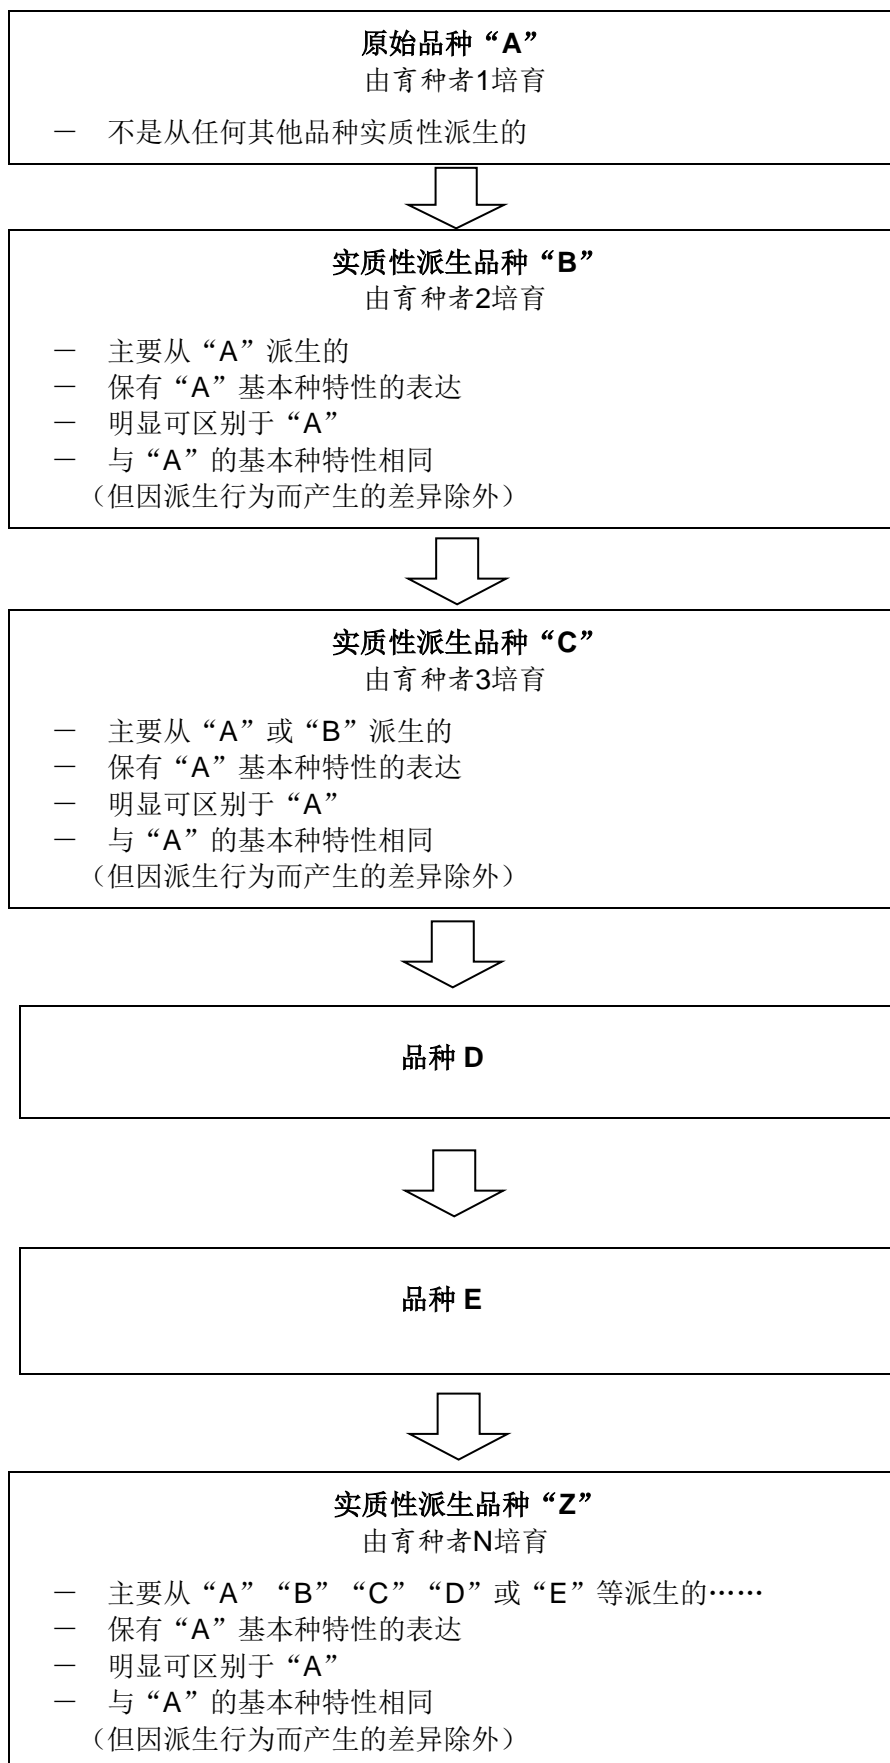 原始品种“A”
由育种者1培育
－ 不是从任何其他品种实质性派生的
实质性派生品种“B”
由育种者2培育
－ 主要从“A”派生的
－ 保有“A”基本种特性的表达
－ 明显可区别于“A”
－ 与“A”的基本种特性相同
（但因派生行为而产生的差异除外）
实质性派生品种“C”
由育种者3培育
－ 主要从“A”或“B”派生的
－ 保有“A”基本种特性的表达
－ 明显可区别于“A”
－ 与“A”的基本种特性相同
（但因派生行为而产生的差异除外）
品种 D
品种 E
实质性派生品种“Z”
由育种者N培育
－ 主要从“A”“B”“C”“D”或“E”等派生的……
－ 保有“A”基本种特性的表达
－ 明显可区别于“A”
－ 与“A”的基本种特性相同
（但因派生行为而产生的差异除外）